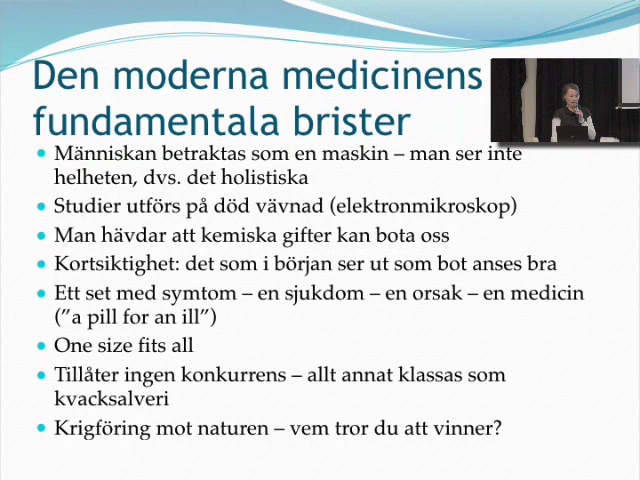 Den moderna medicinens
fundamentala brister
Människan betraktas som en maskin – man ser inte
helheten, dvs. det holistiska
Studier utförs på död vävnad (elektronmikroskop)
Man hävdar att kemiska gifter kan bota oss
Kortsiktighet: det som i början ser ut som bot anses bra
Ett set med symtom – en sjukdom – en orsak – en medicin
(”a pill for an ill”)
One size fits all
Tillåter ingen konkurrens – allt annat klassas som
kvacksalveri
Krigföring mot naturen – vem tror du att vinner?